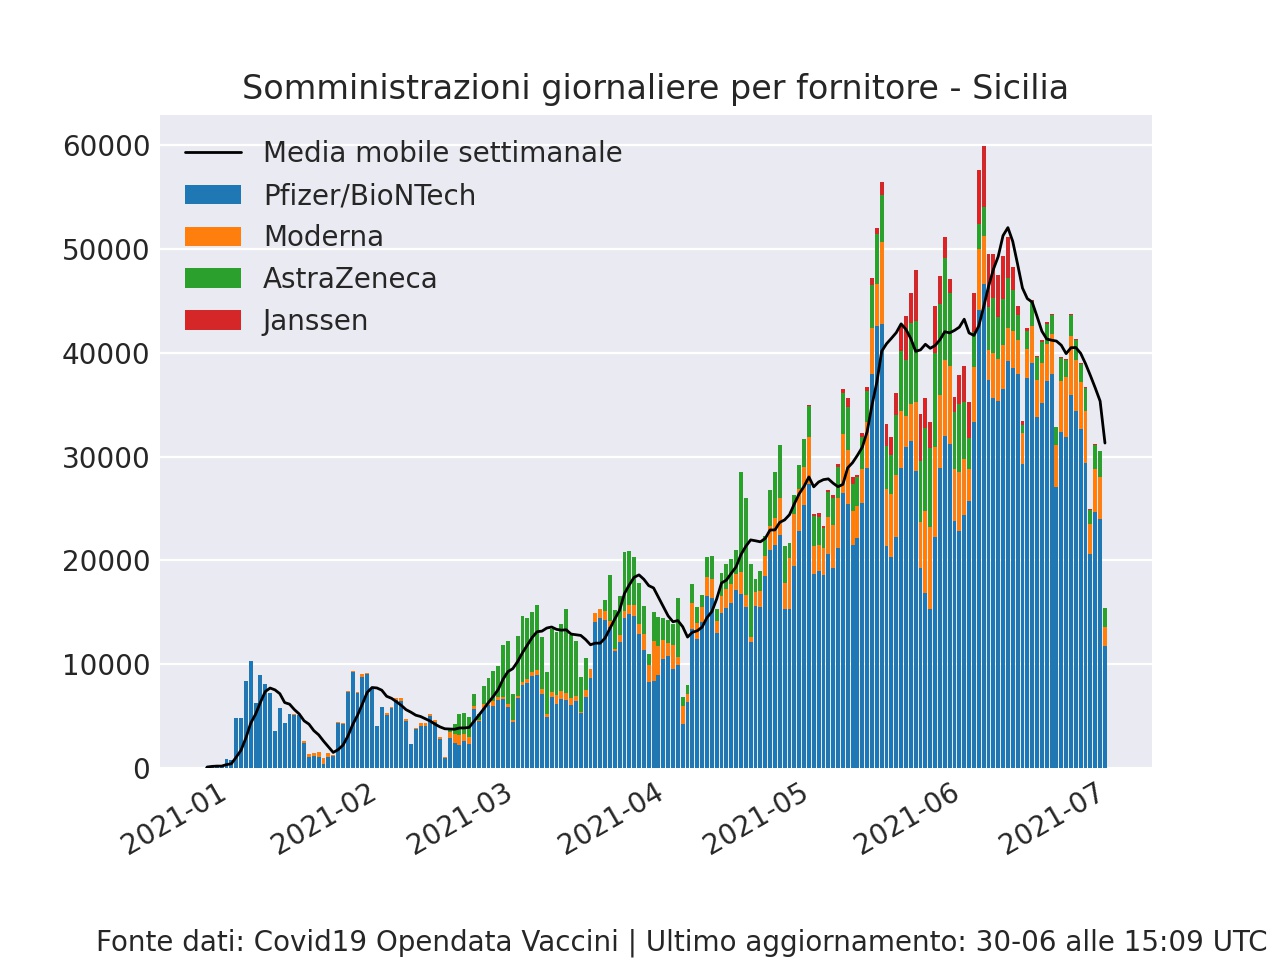 Somministrazioni giornaliere per fornitore - Sicilia
Media mobile settimanale
Pfizer/BioNTech
Moderna
AstraZeneca
Janssen
60000
50000
40000
30000
20000
10000
0
2021-01
2021-02
2021-03
2021-04
2021-05
2021-06
2021-07
Fonte dati: Covid19 Opendata Vaccini | Ultimo aggiornamento: 30-06 alle 15:09 UTC